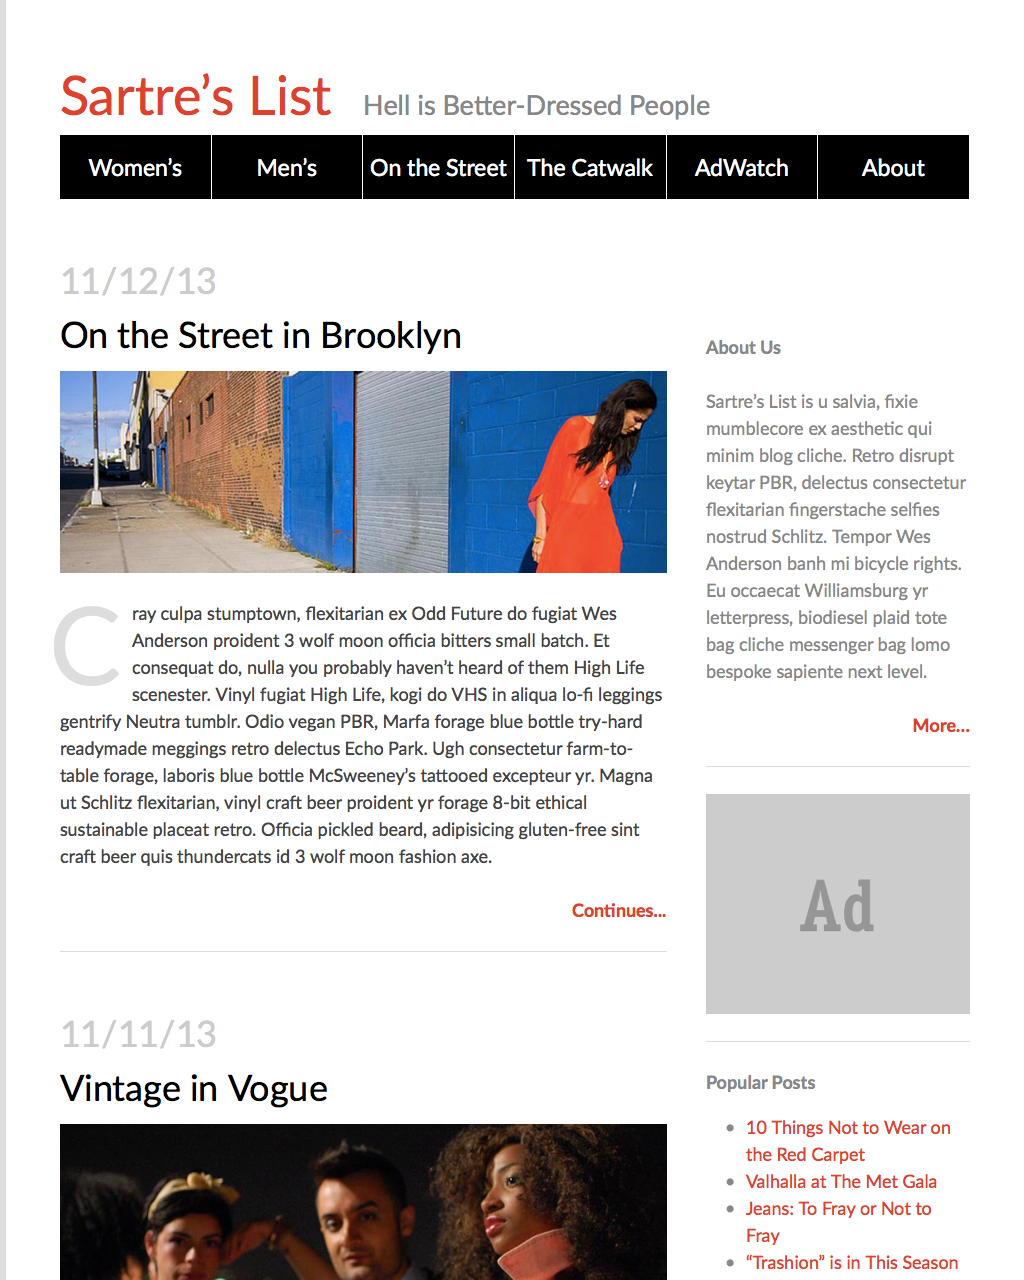 Sartre’s List Hell is Better-Dressed People
Women’s Men’s On the Street The Catwalk AdWatch About
11/12/13
On the Street in Brooklyn
Cray culpa stumptown, flexitarian ex Odd Future do fugiat Wes
Anderson proident 3 wolf moon officia bitters small batch. Et
consequat do, nulla you probably haven’t heard of them High Life
scenester. Vinyl fugiat High Life, kogi do VHS in aliqua lo-fi leggings
gentrify Neutra tumblr. Odio vegan PBR, Marfa forage blue bottle try-hard
readymade meggings retro delectus Echo Park. Ugh consectetur farm-to-
table forage, laboris blue bottle McSweeney’s tattooed excepteur yr. Magna
ut Schlitz flexitarian, vinyl craft beer proident yr forage 8-bit ethical
sustainable placeat retro. Officia pickled beard, adipisicing gluten-free sint
craft beer quis thundercats id 3 wolf moon fashion axe.
Continues...
11/11/13
Vintage in Vogue
About Us
Sartre’s List is u salvia, fixie
mumblecore ex aesthetic qui
minim blog cliche. Retro disrupt
keytar PBR, delectus consectetur
flexitarian fingerstache selfies
nostrud Schlitz. Tempor Wes
Anderson banh mi bicycle rights.
Eu occaecat Williamsburg yr
letterpress, biodiesel plaid tote
bag cliche messenger bag lomo
bespoke sapiente next level.
More...
Ad
Popular Posts
10 Things Not to Wear on
the Red Carpet
Valhalla at The Met Gala
Jeans: To Fray or Not to
Fray
“Trashion” is in This Season